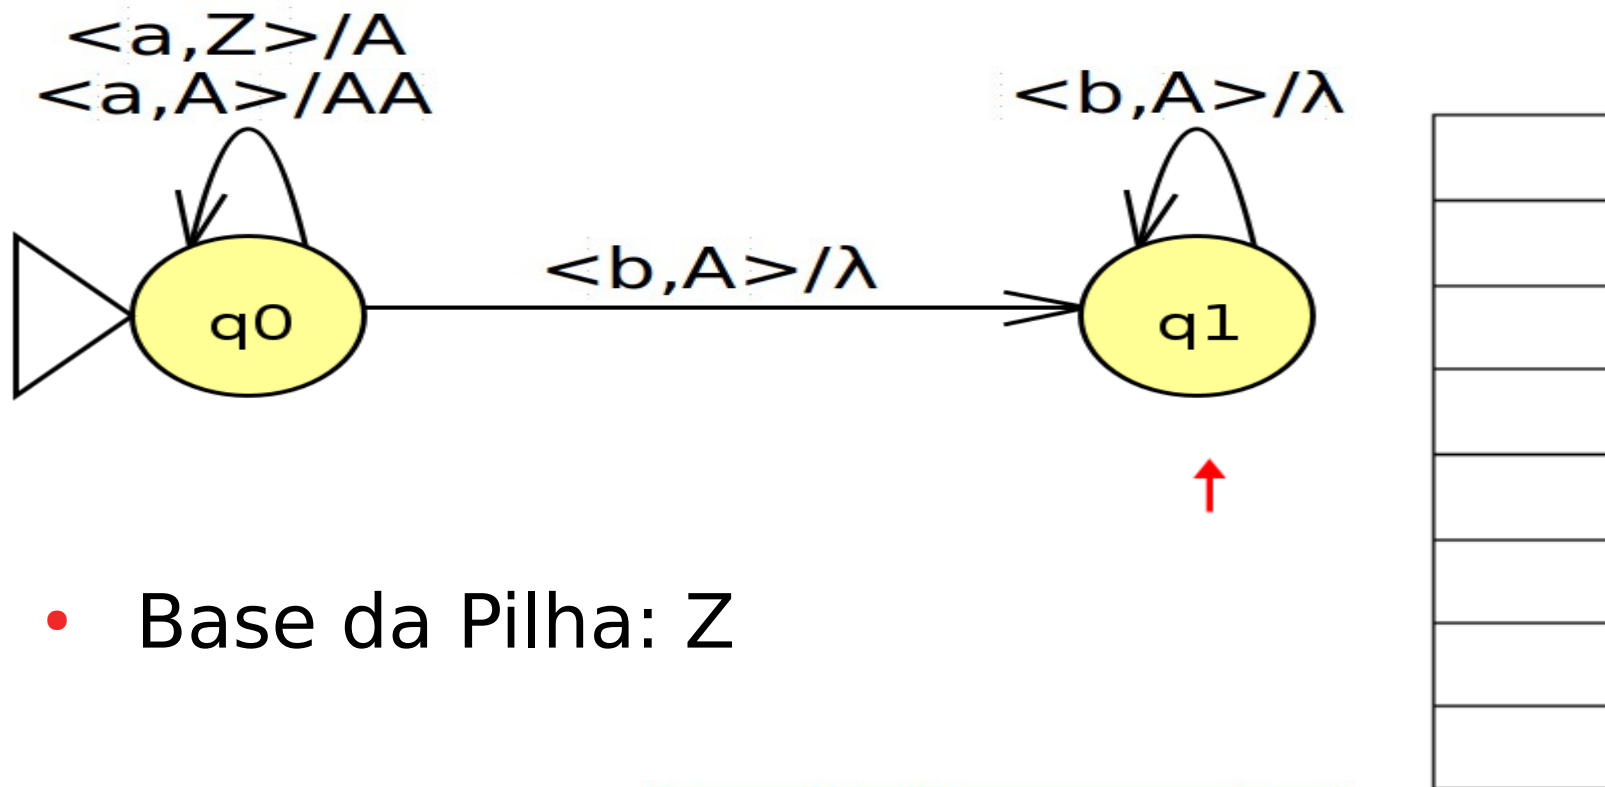 <a,Z>/A
<a,A>/AA
<b,A>/λ
<b,A>/λ
q0
q1
• Base da Pilha: Z